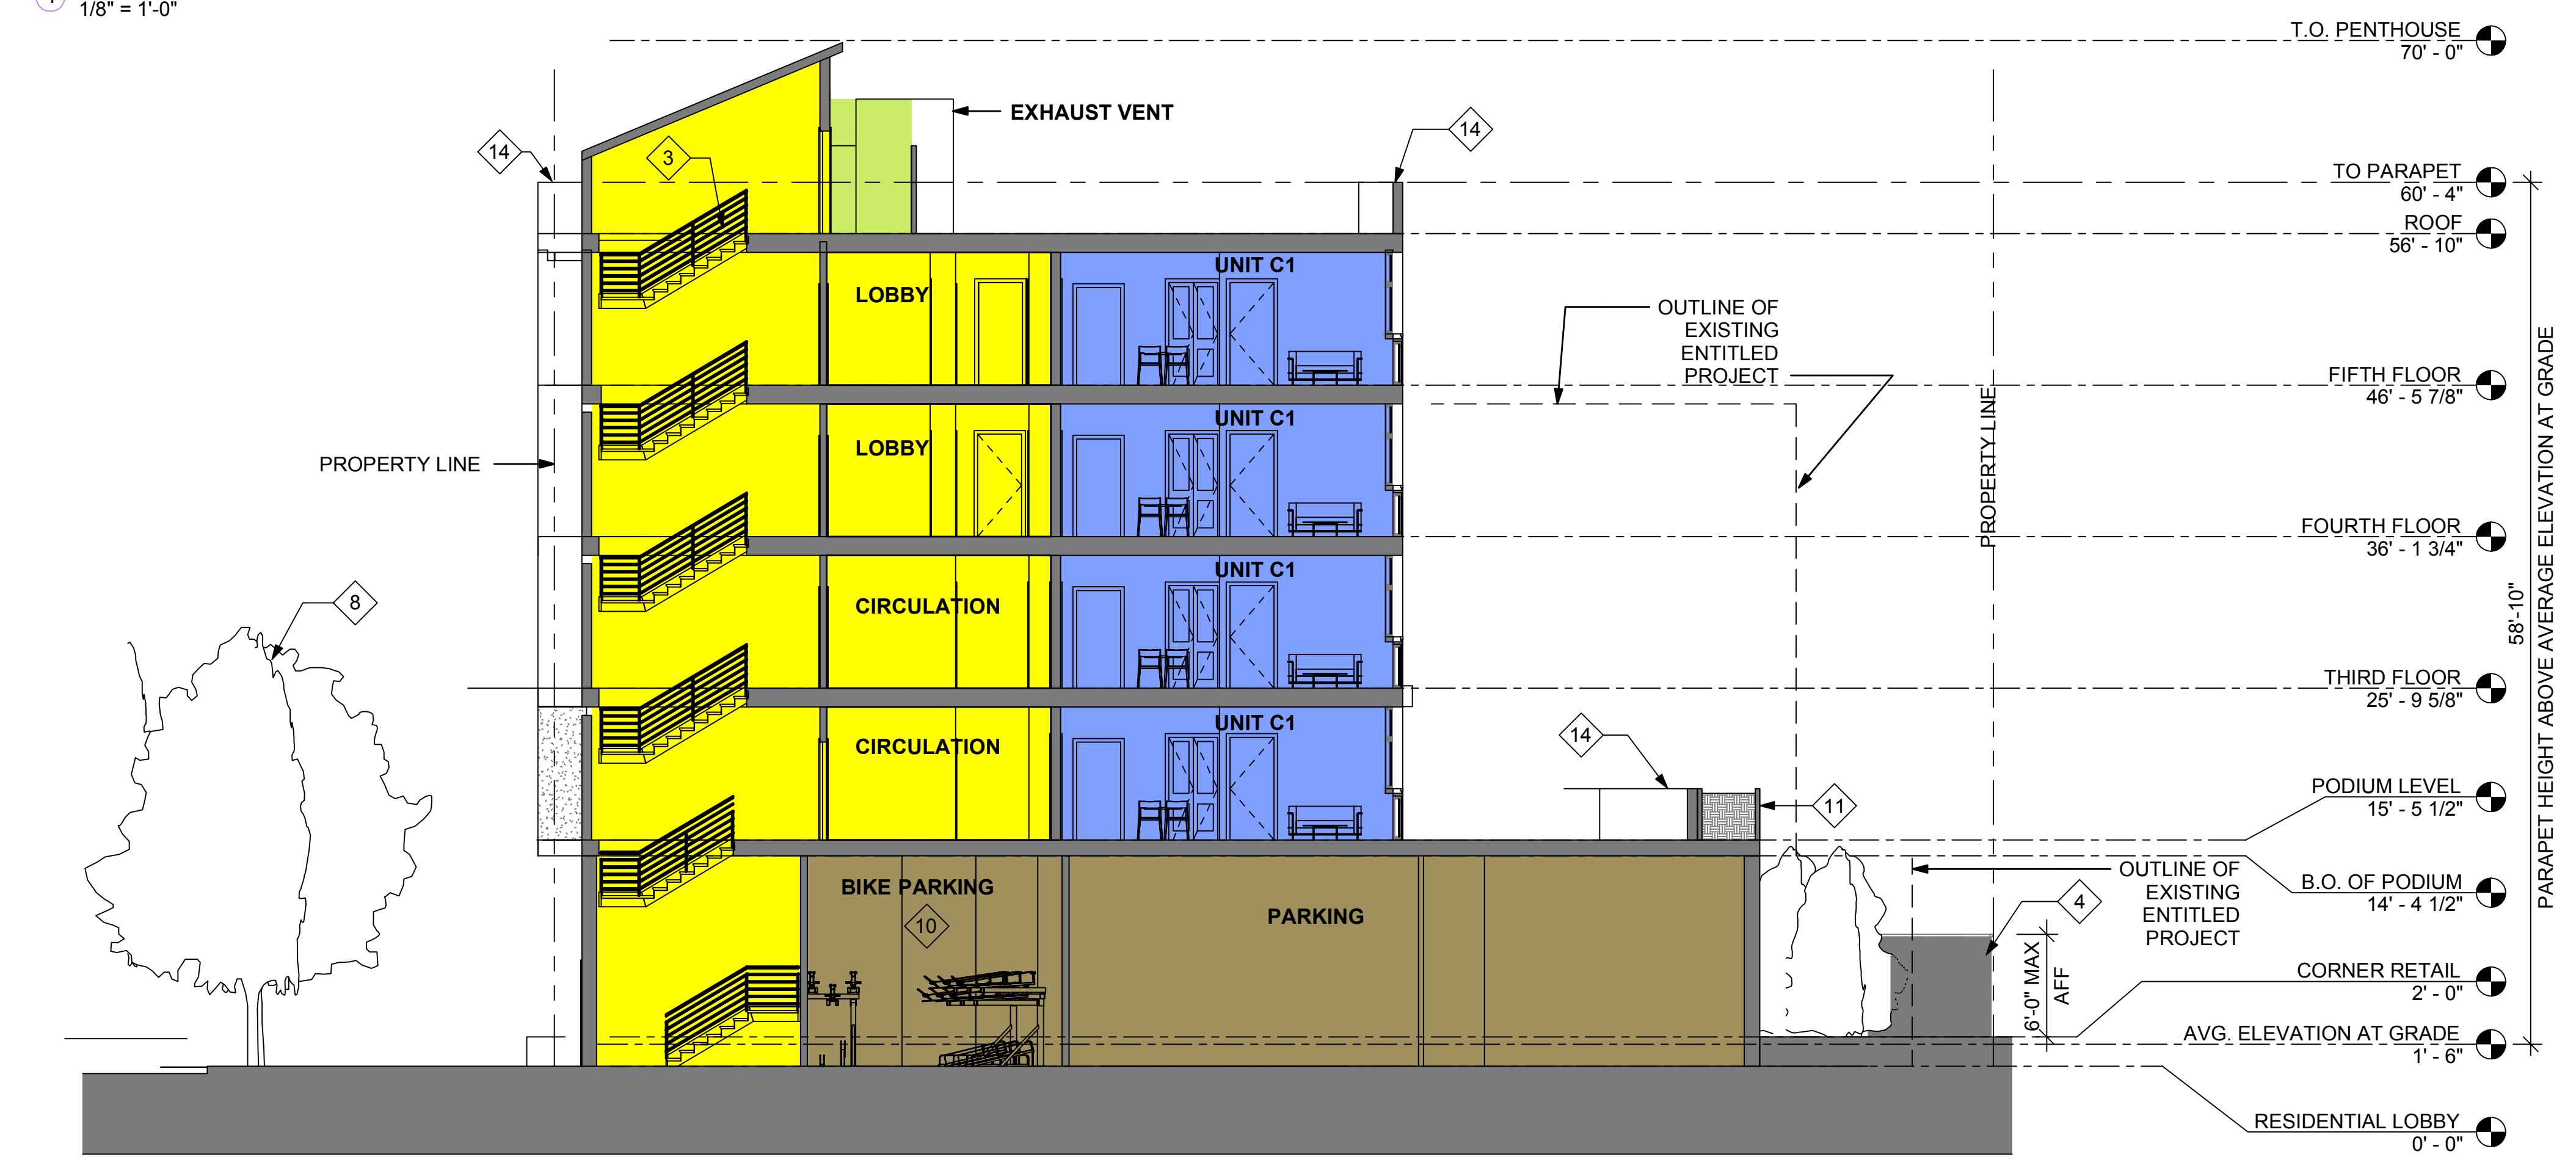 1/8" = 1'-0"
T.O. PENTHOUSE
70' - 0"
EXHAUST VENT
14
14
3
TO PARAPET
60' - 4"
ROOF
56' - 10"
UNIT C1
LOBBY
OUTLINE OF
EXISTING
ENTITLED
PROJECT
FIFTH FLOOR
46' - 5 7/8"
UNIT C1
LOBBY
PROPERTY LINE
PROPERTY LINE
FOURTH FLOOR
36' - 1 3/4"
UNIT C1
CIRCULATION
8
58'-10"
PARAPET HEIGHT ABOVE AVERAGE ELEVATION AT GRADE
THIRD FLOOR
25' - 9 5/8"
UNIT C1
CIRCULATION
14
11
PODIUM LEVEL
15' - 5 1/2"
BIKE PARKING
10
PARKING
OUTLINE OF
EXISTING
ENTITLED
PROJECT
4
B.O. OF PODIUM
14' - 4 1/2"
6'-0" MAX
AFF
CORNER RETAIL
2' - 0"
AVG. ELEVATION AT GRADE
1' - 6"
RESIDENTIAL LOBBY
0' - 0"